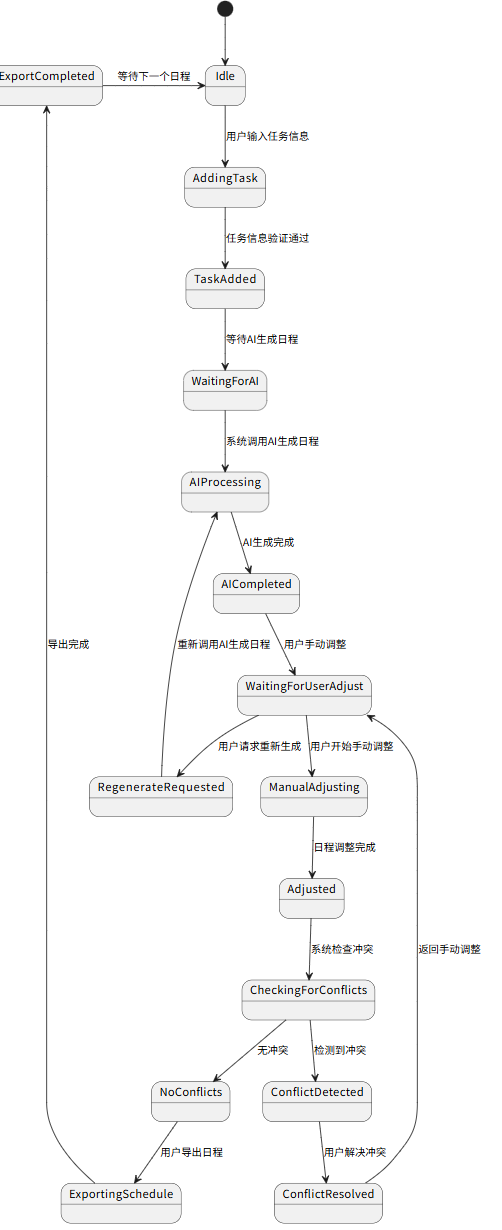 ExportCompleted
等待下一个日程
Idle
用户输入任务信息
AddingTask
任务信息验证通过
TaskAdded
等待AI生成日程
WaitingForAI
系统调用AI生成日程
AIProcessing
AI生成完成
AICompleted
导出完成
重新调用AI生成日程
用户手动调整
WaitingForUserAdjust
用户请求重新生成
用户开始手动调整
RegenerateRequested
ManualAdjusting
日程调整完成
Adjusted
系统检查冲突
返回手动调整
CheckingForConflicts
无冲突
检测到冲突
NoConflicts
ConflictDetected
用户导出日程
用户解决冲突
ExportingSchedule
ConflictResolved